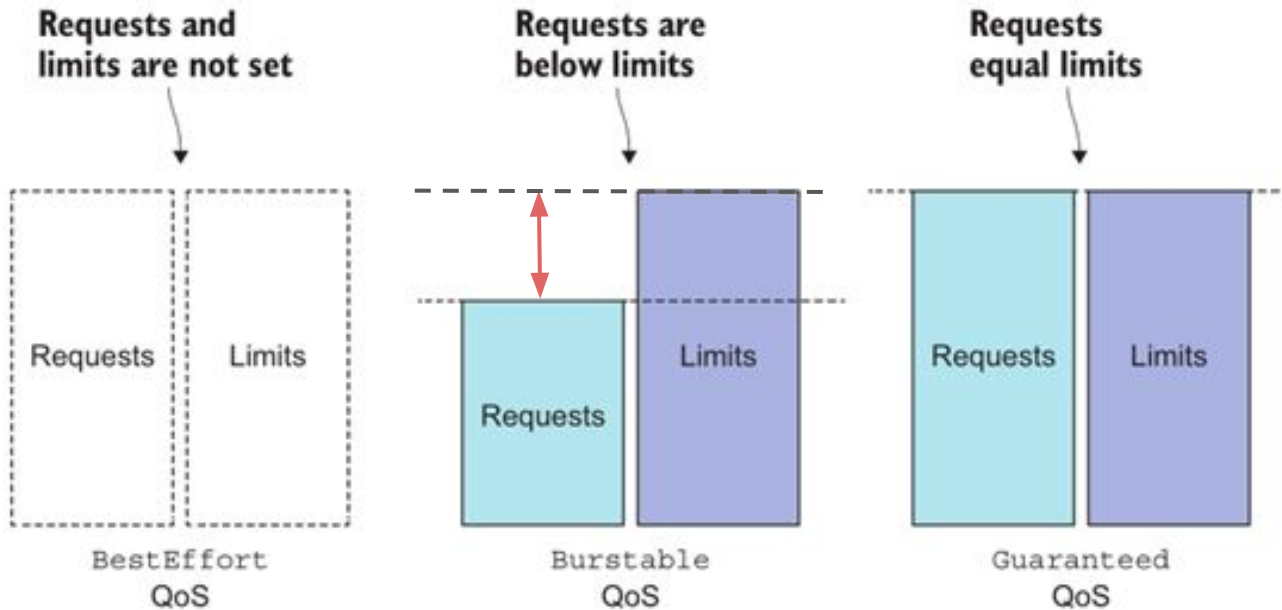 Requests and
limits are not set
Requests are
below limits
Requests
equal limits
Requests
Limits
Requests
Limits
Requests
Limits
BestEffort
QoS
Burstable
QoS
Guaranteed
QoS